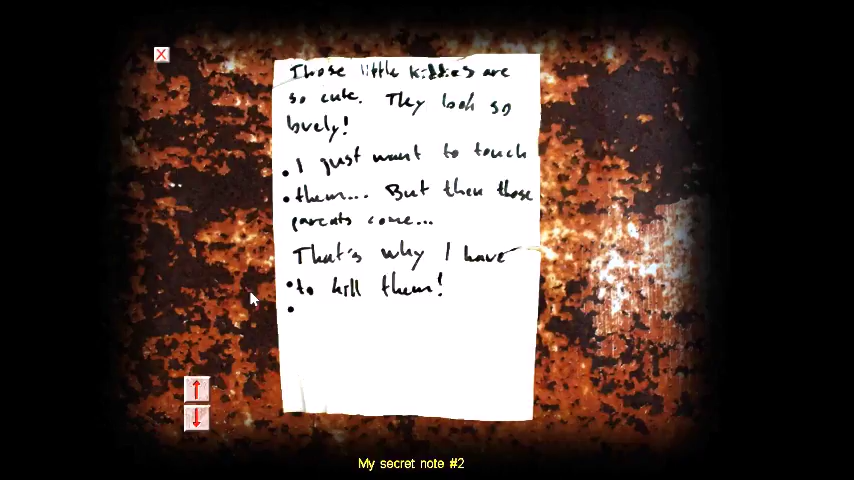 Those little kiddies are
so cute. They look so
lovely!
I just want to touch
them... But then those
parents come...
That's why I have
to kill them!
My secret note #2